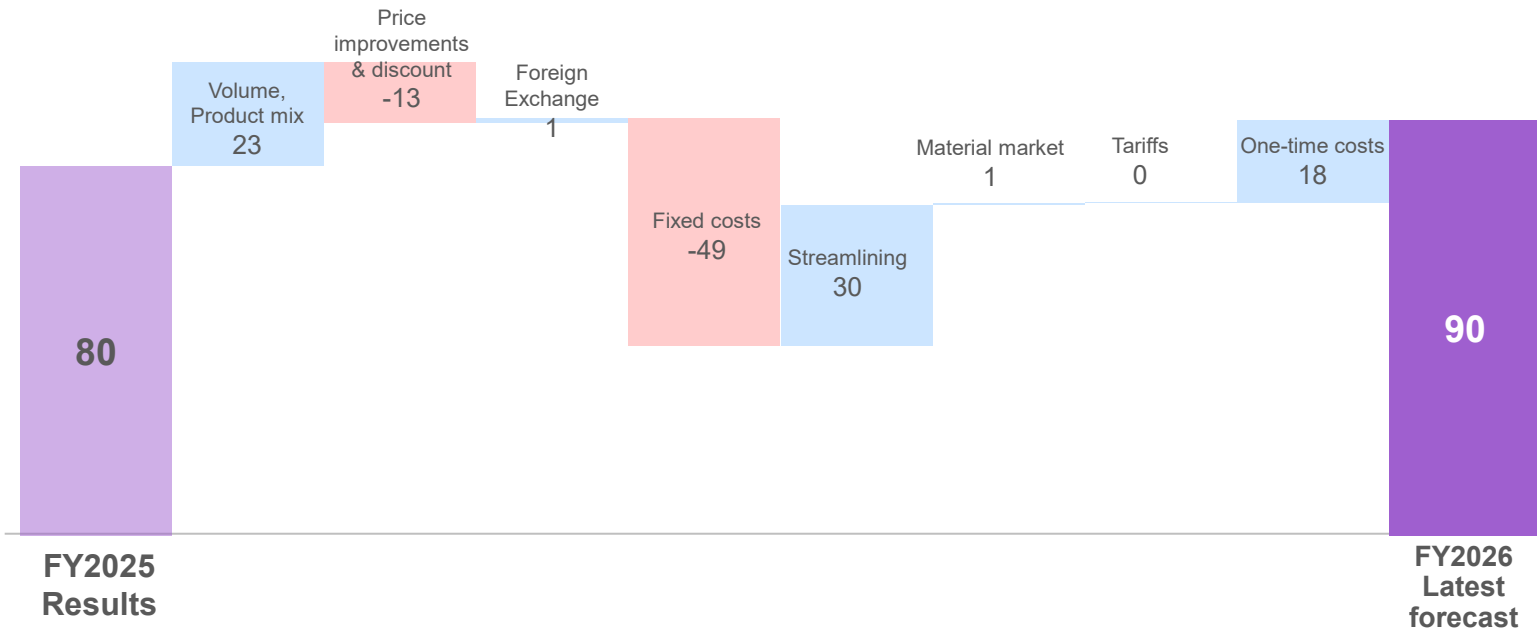 Price
improvements
& discount
-13
Volume,
Product mix
23
Foreign
Exchange
1
Fixed costs
-49
Streamlining
30
Material market
1
Tariffs
0
One-time costs
18
80
90
FY2025
Results
FY2026
Latest
forecast